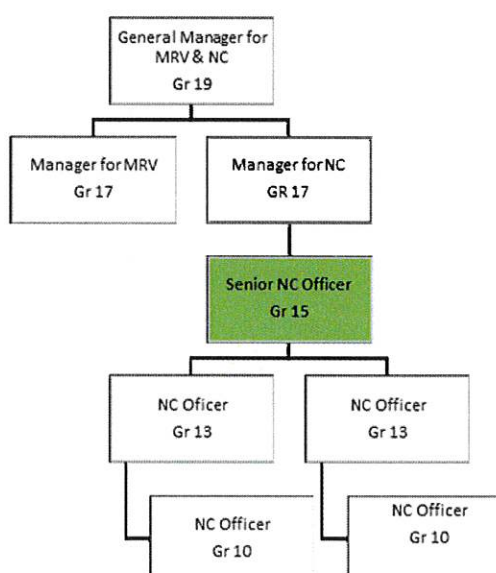 General Manager for
MRV & NC
Gr 19
Manager for MRV
Gr 17
Manager for NC
GR 17
Senior NC Officer
Gr 15
NC Oficer
Gr 13
NC Officer
Gr 13
NC Officer
Gr 10
NC Officer
Gr 10